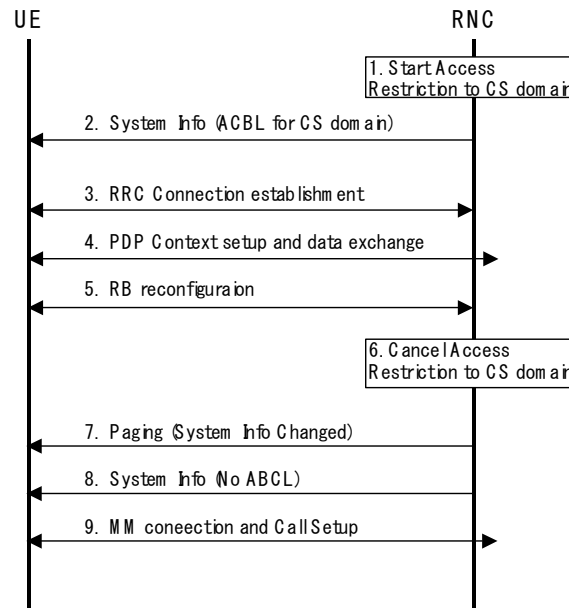 UE
RNC
1. Start Access
Restriction to CS domain
2. System Info (ACBL for CS domain)
3. RRC Connection establishment
4. PDP Context setup and data exchange
5. RB reconfiguraion
6. Cancel Access
Restriction to CS domain
7. Paging (System Info Changed)
8. System Info (No ABCL)
9. MM coneection and Call Setup